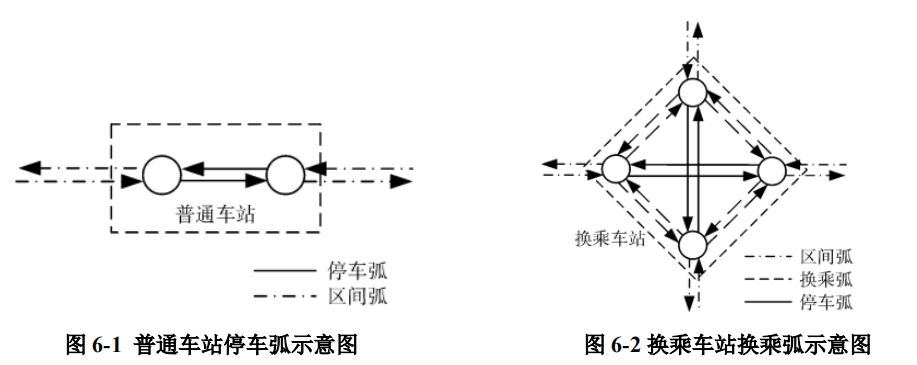 普通车站
停车弧
区间弧
图 6-1 普通车站停车弧示意图
换乘车站
区间弧
换乘弧
停车弧
图 6-2 换乘车站换乘弧示意图